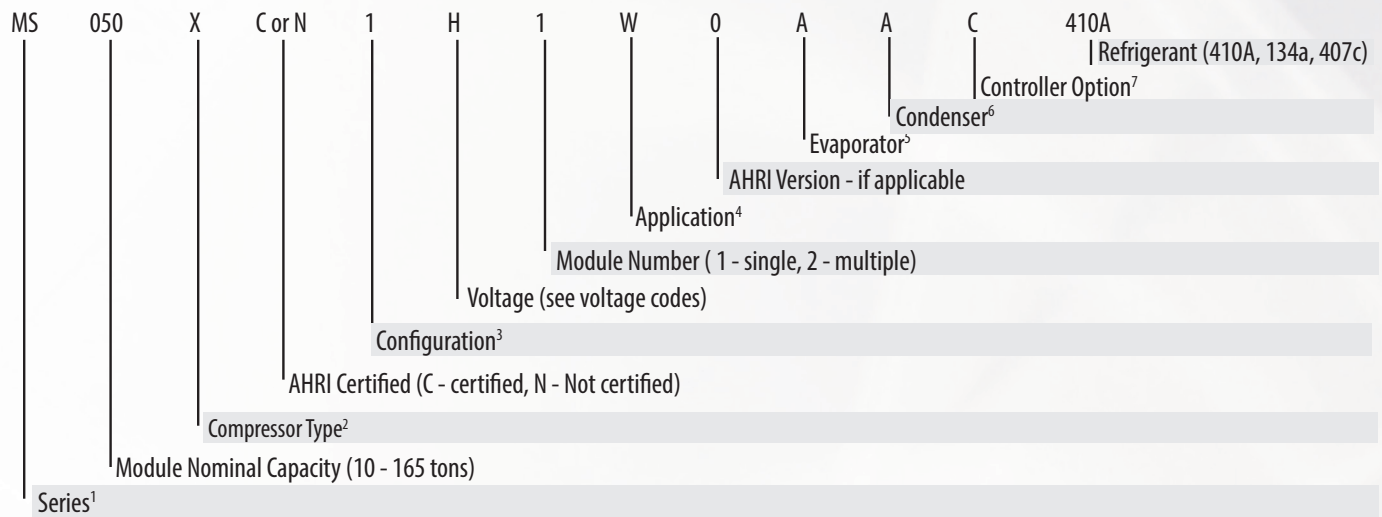 MS 050 X C or N 1 H 1 W 0 A A C 410A
Refrigerant (410A, 134a, 407c)
Controller Option⁷
Condenser⁶
Evaporator⁵
AHRI Version - if applicable
Application⁴
Module Number ( 1 - single, 2 - multiple)
Voltage (see voltage codes)
Configuration³
AHRI Certified (C - certified, N - Not certified)
Compressor Type²
Module Nominal Capacity (10 - 165 tons)
Series¹